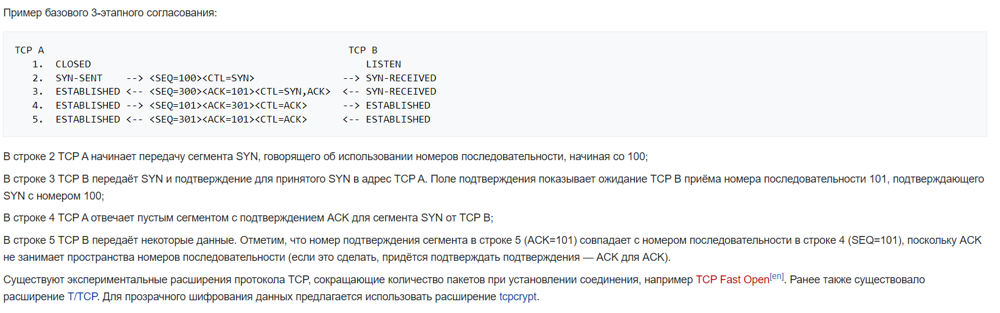 Пример базового 3-этапного согласования:
TCP A                                                    TCP B
   1.  CLOSED                                               LISTEN
   2.  SYN-SENT    --> <SEQ=100><CTL=SYN>               --> SYN-RECEIVED
   3.  ESTABLISHED <-- <SEQ=300><ACK=101><CTL=SYN,ACK>  <-- SYN-RECEIVED
   4.  ESTABLISHED --> <SEQ=101><ACK=301><CTL=ACK>      --> ESTABLISHED
   5.  ESTABLISHED <-- <SEQ=301><ACK=101><CTL=ACK>      <-- ESTABLISHED
В строке 2 TCP A начинает передачу сегмента SYN, говорящего об использовании номеров последовательности, начиная со 100;
В строке 3 TCP B передаёт SYN и подтверждение для принятого SYN в адрес TCP A. Поле подтверждения показывает ожидание TCP B приёма номера последовательности 101, подтверждающего
SYN с номером 100;
В строке 4 TCP A отвечает пустым сегментом с подтверждением ACK для сегмента SYN от TCP B;
В строке 5 TCP B передаёт некоторые данные. Отметим, что номер подтверждения сегмента в строке 5 (ACK=101) совпадает с номером последовательности в строке 4 (SEQ=101), поскольку ACK
не занимает пространства номеров последовательности (если это сделать, придётся подтверждать подтверждения — ACK для ACK).
Существуют экспериментальные расширения протокола TCP, сокращающие количество пакетов при установлении соединения, например TCP Fast Open[en]. Ранее также существовало
расширение T/TCP. Для прозрачного шифрования данных предлагается использовать расширение tcpcrypt.